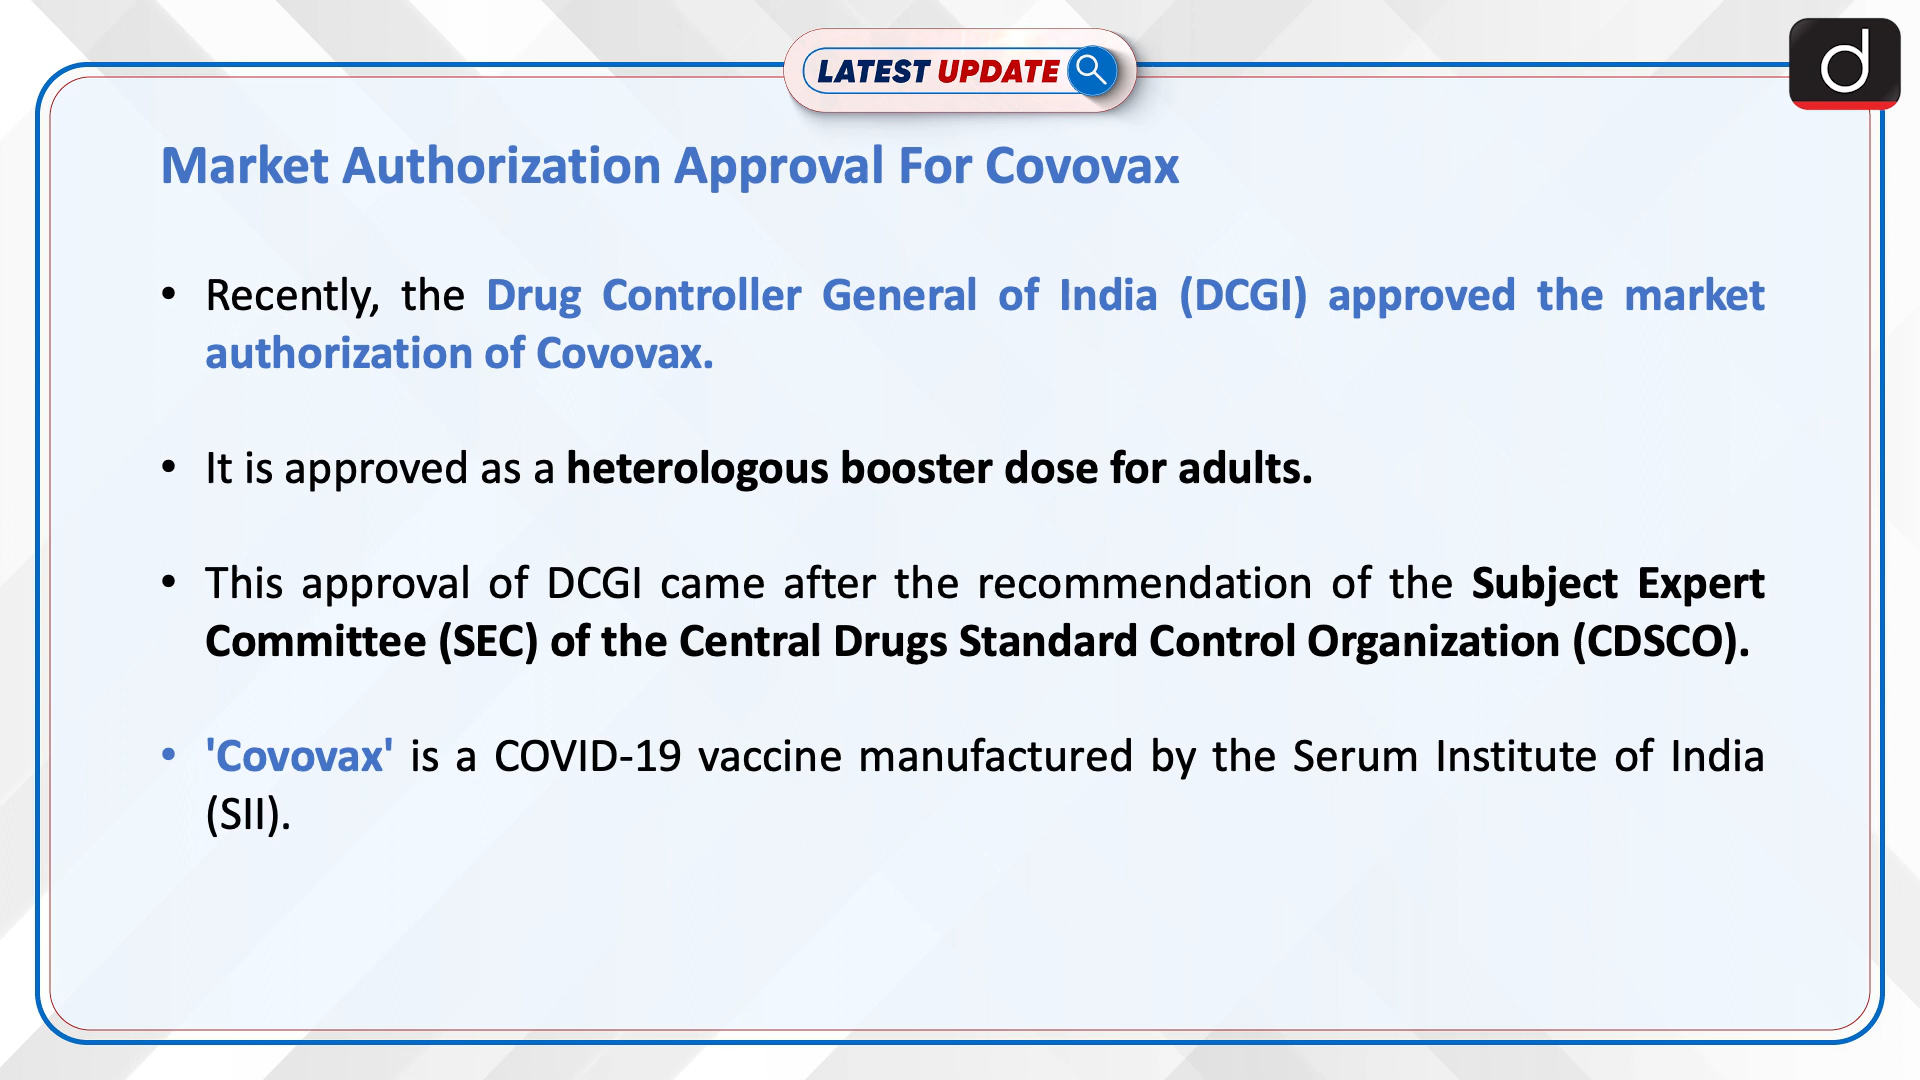 LATEST UPDATE
d
Market Authorization Approval For Covovax
• Recently, the Drug Controller General of India (DCGI) approved the market
authorization of Covovax.
• It is approved as a heterologous booster dose for adults.
• This approval of DCGI came after the recommendation of the Subject Expert
Committee (SEC) of the Central Drugs Standard Control Organization (CDSCO).
• 'Covovax' is a COVID-19 vaccine manufactured by the Serum Institute of India
(SII).